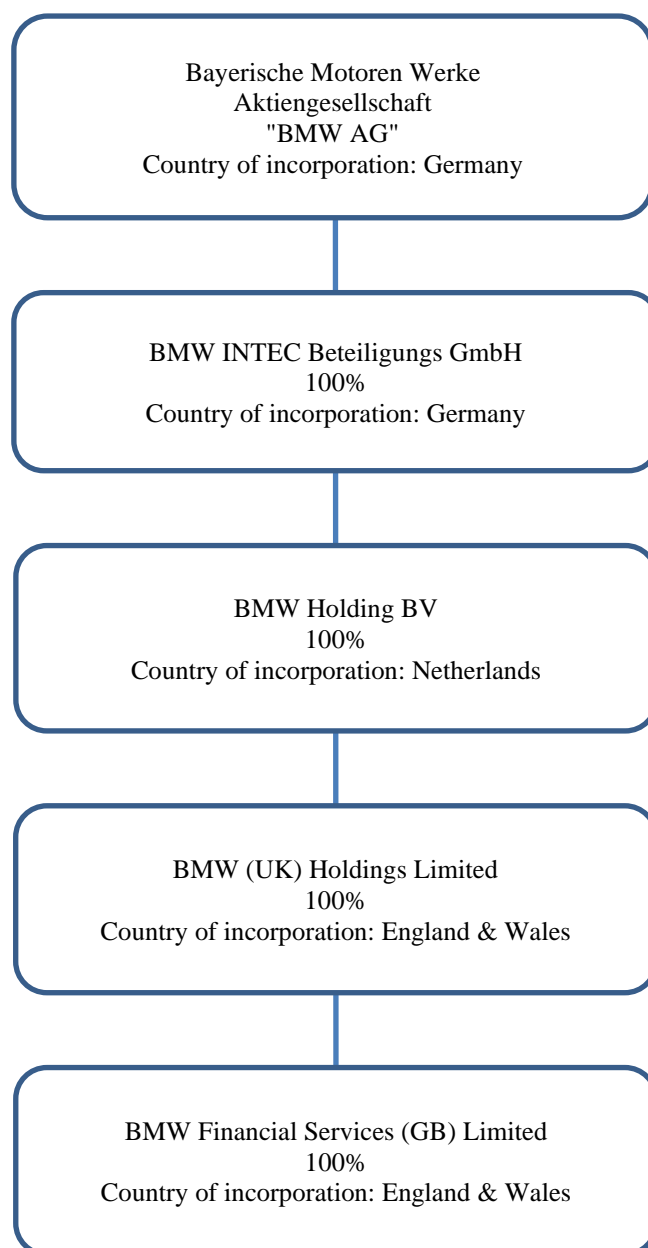 Bayerische Motoren Werke
Aktiengesellschaft
"BMW AG"
Country of incorporation: Germany
BMW INTEC Beteiligungs GmbH
100%
Country of incorporation: Germany
BMW Holding BV
100%
Country of incorporation: Netherlands
BMW (UK) Holdings Limited
100%
Country of incorporation: England & Wales
BMW Financial Services (GB) Limited
100%
Country of incorporation: England & Wales